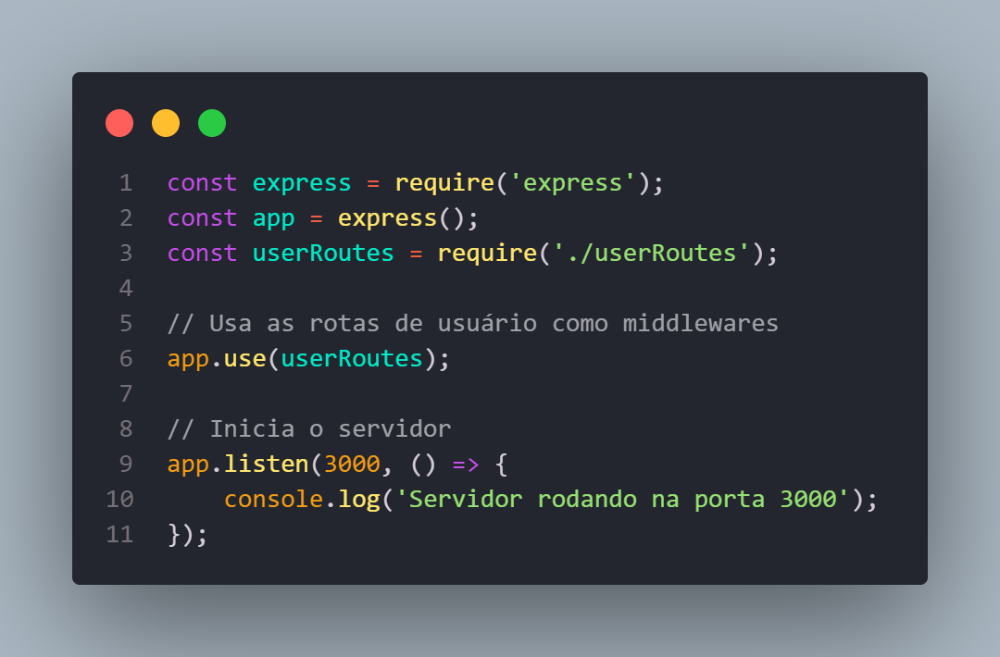 1 const express = require('express');
2 const app = express();
3 const userRoutes = require('./userRoutes');
4
5 // Usa as rotas de usuário como middlewares
6 app.use(userRoutes);
7
8 // Inicia o servidor
9 app.listen(3000, () => {
10     console.log('Servidor rodando na porta 3000');
11 });